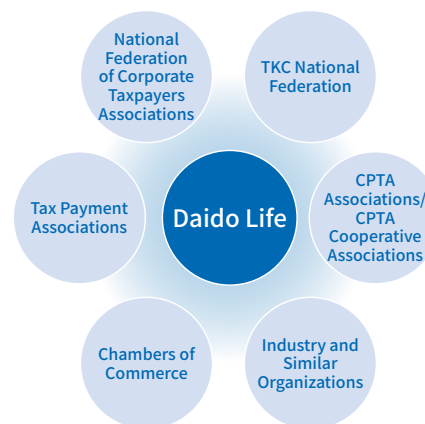 National
Federation
of Corporate
Taxpayers
Associations
TKC National
Federation
Tax Payment
Associations
Daido Life
CPTA
Associations/
CPTA
Cooperative
Associations
Chambers of
Commerce
Industry and
Similar
Organizations